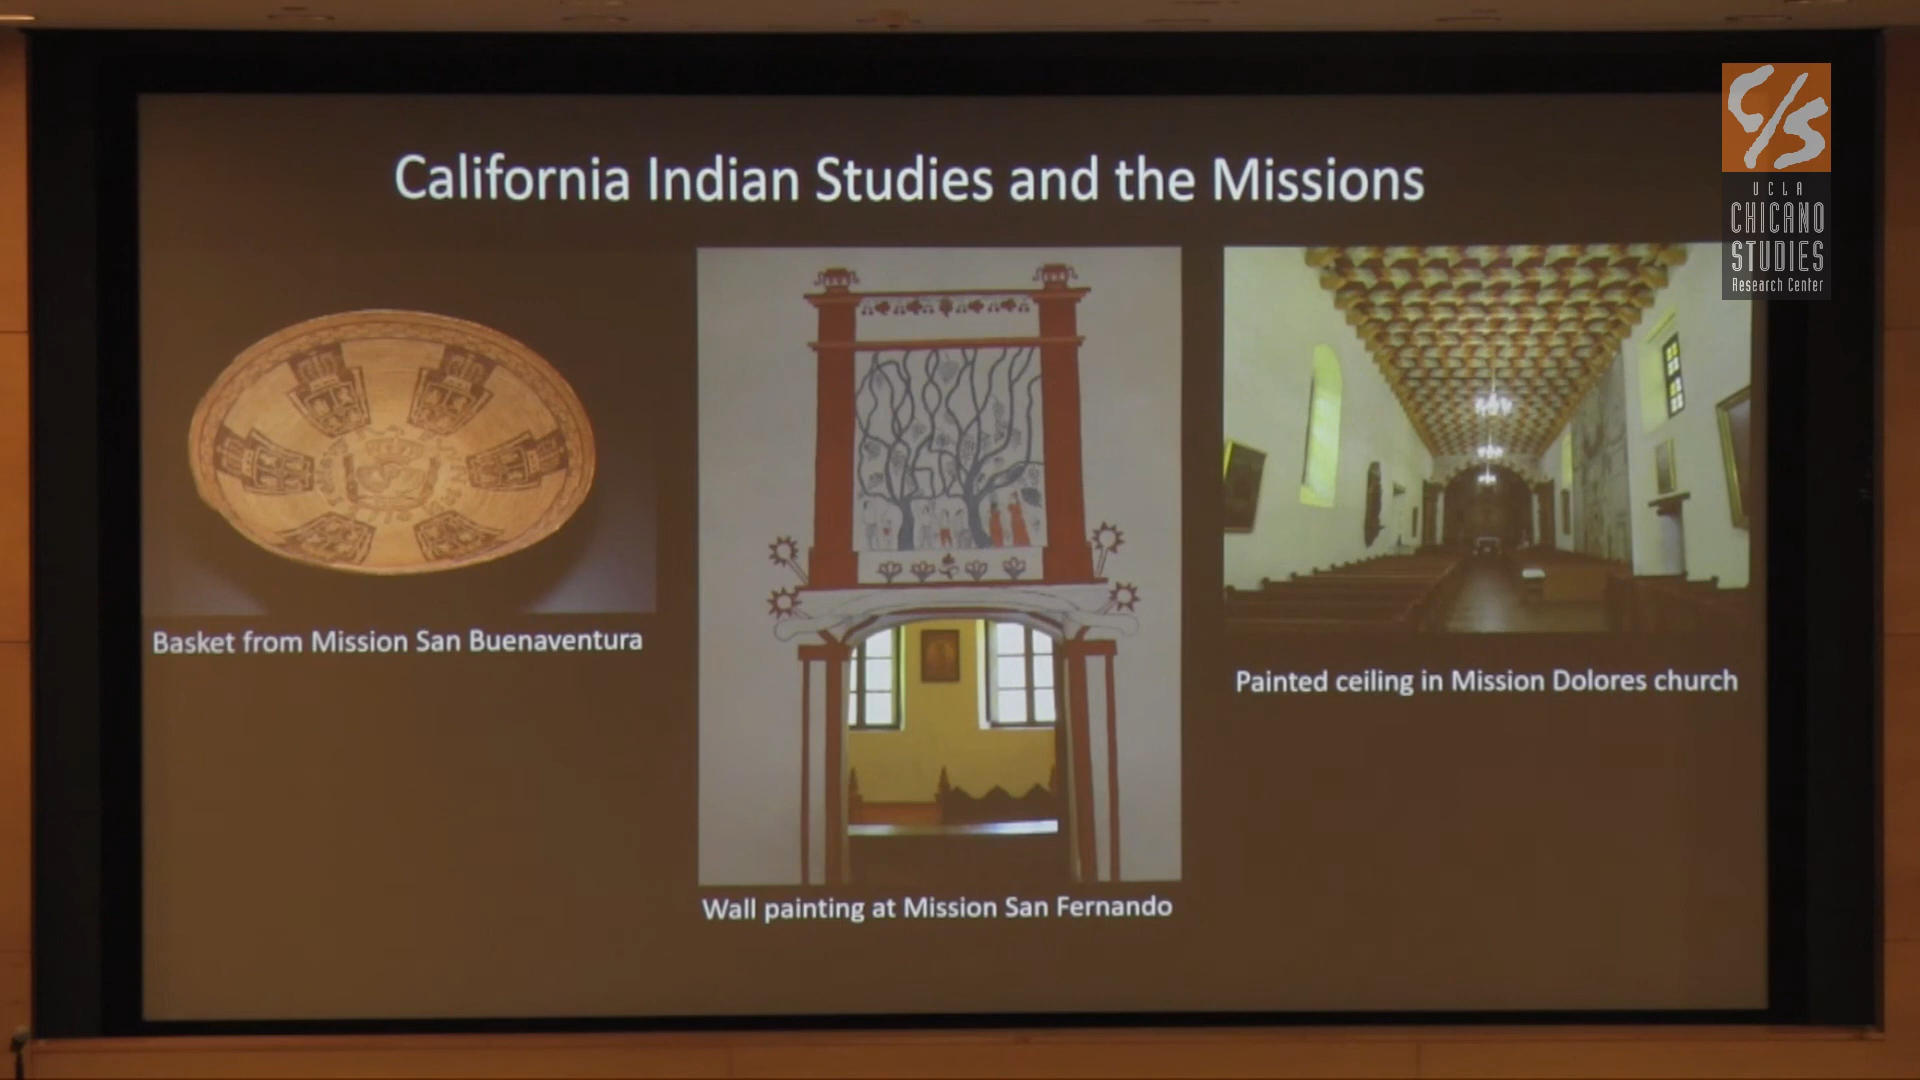 California Indian Studies and the Missions
Basket from Mission San Buenaventura
Wall painting at Mission San Fernando
Painted ceiling in Mission Dolores church
C/S
UCLA
CHICANO
STUDIES
Research Center